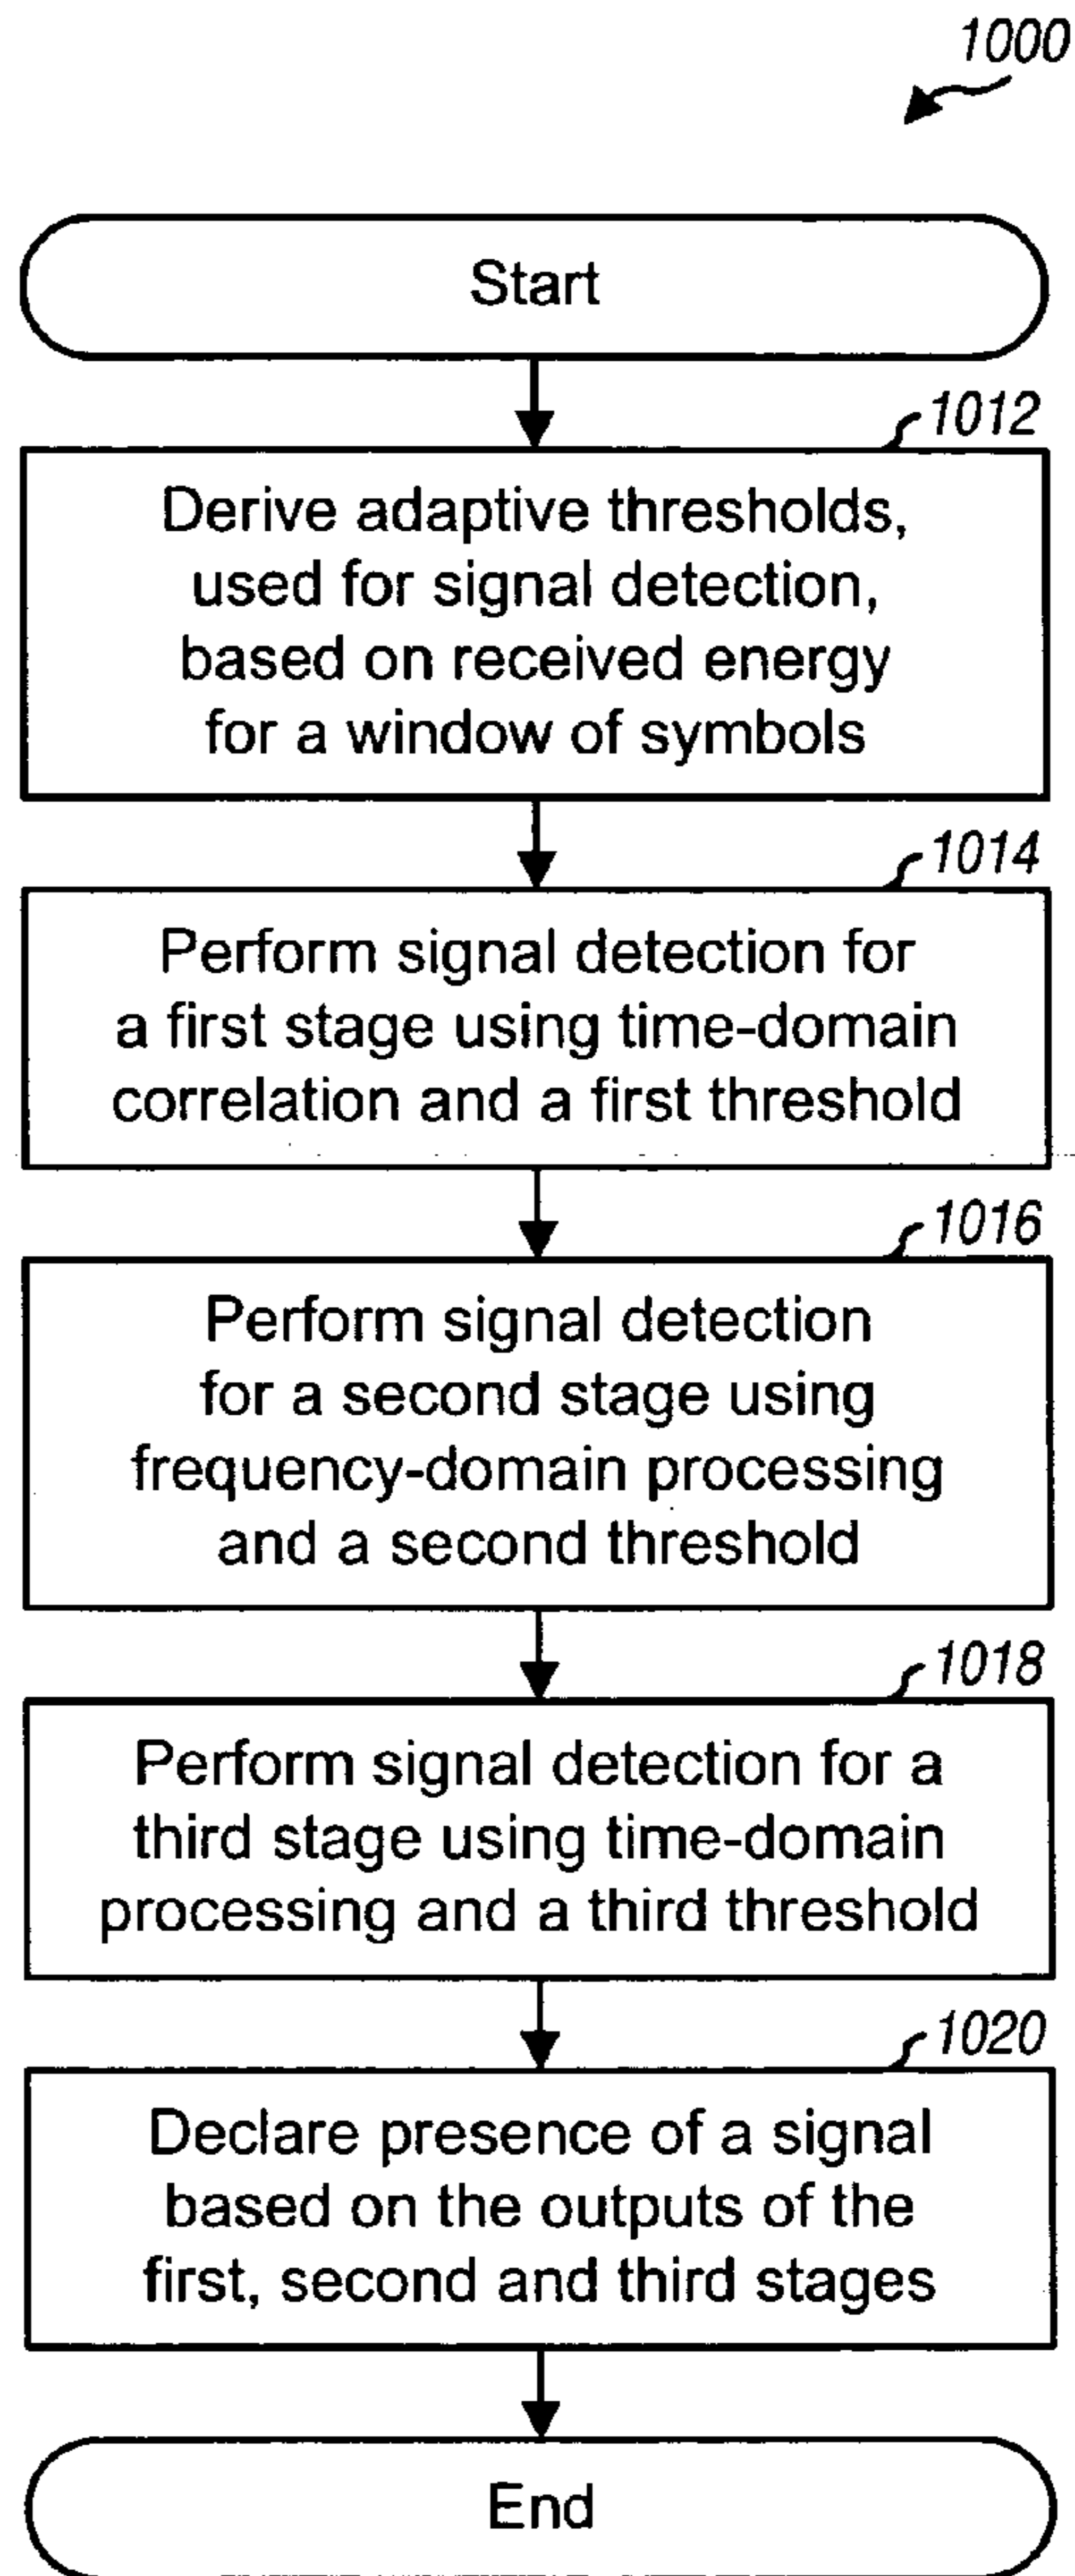 1000
Start
1012
Derive adaptive thresholds,
used for signal detection,
based on received energy
for a window of symbols
1014
Perform signal detection for
a first stage using time-domain
correlation and a first threshold
1016
Perform signal detection
for a second stage using
frequency-domain processing
and a second threshold
1018
Perform signal detection for a
third stage using time-domain
processing and a third threshold
1020
Declare presence of a signal
based on the outputs of the
first, second and third stages
End